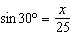 sin 30° = x/25